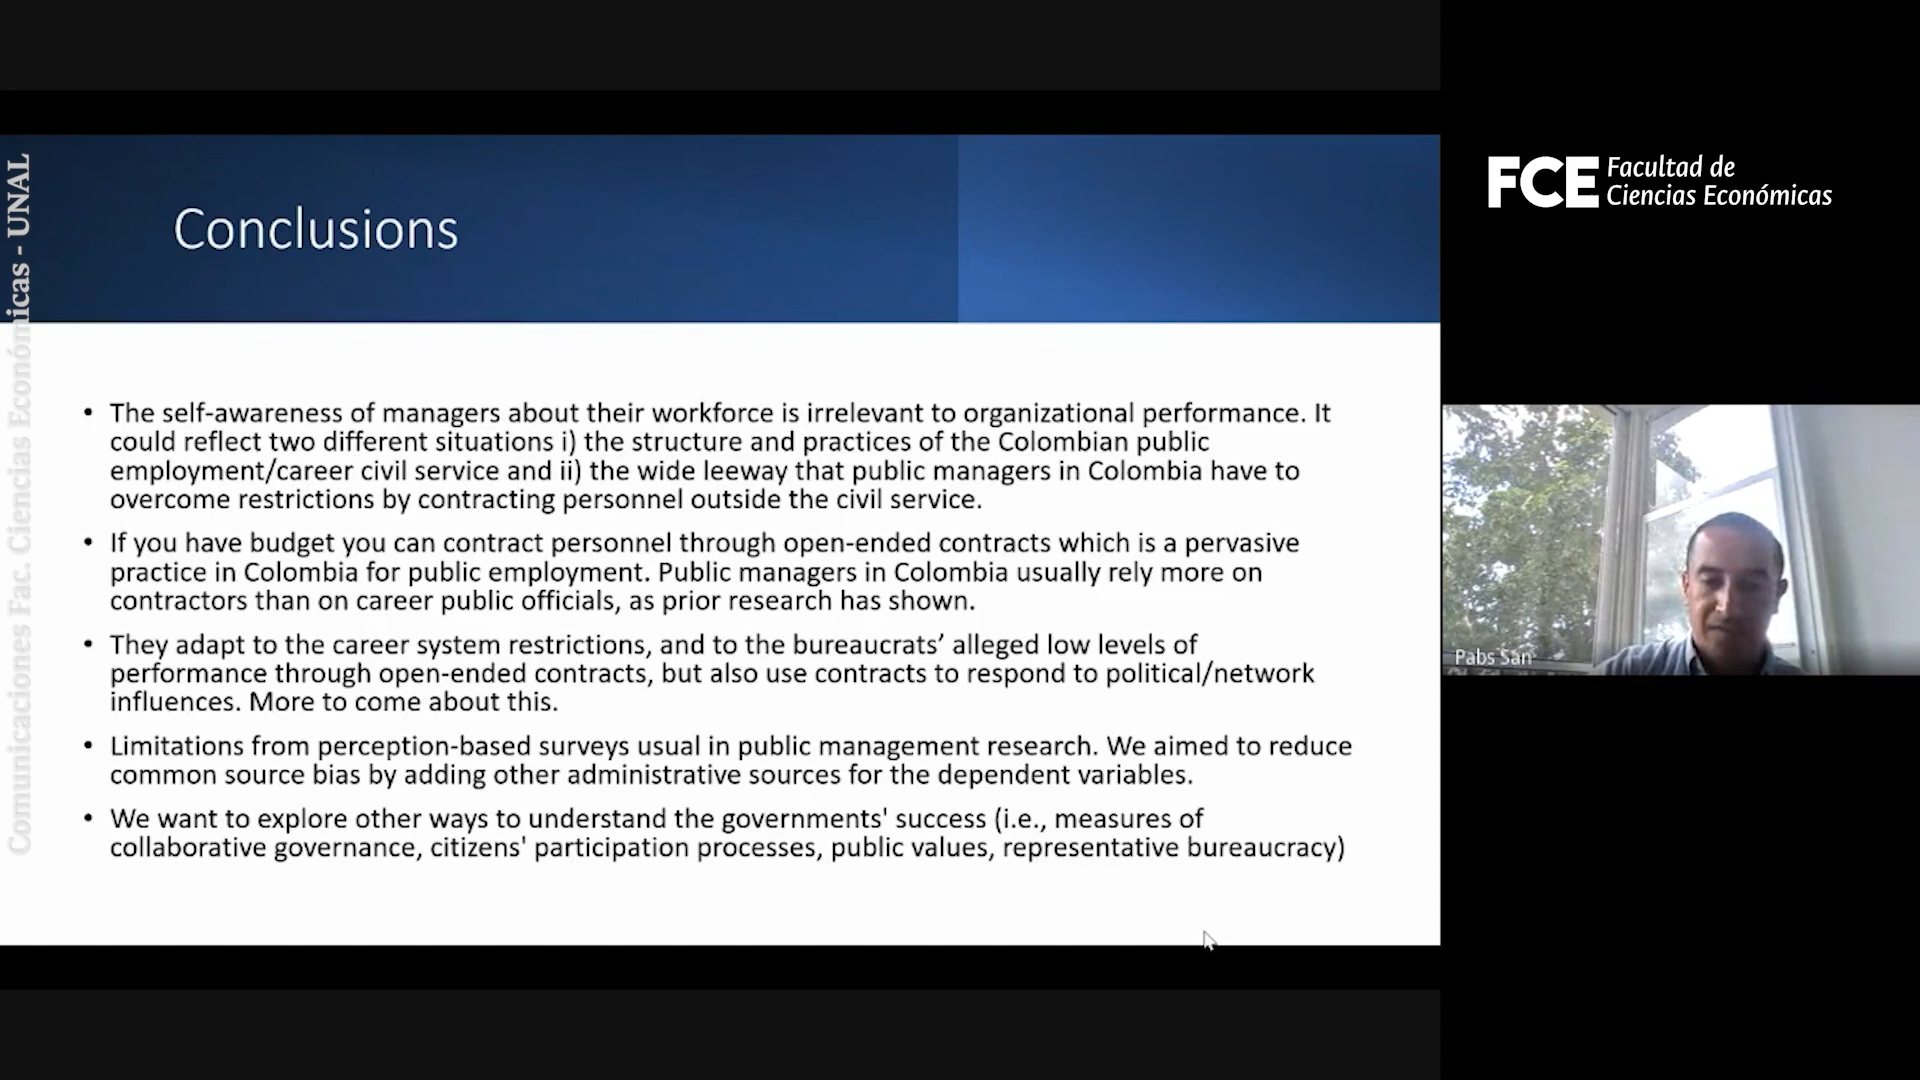 Comunicaciones Fac. Ciencias Económicas - UNAL
Conclusions
• The self-awareness of managers about their workforce is irrelevant to organizational performance. It
could reflect two different situations i) the structure and practices of the Colombian public
employment/career civil service and ii) the wide leeway that public managers in Colombia have to
overcome restrictions by contracting personnel outside the civil service.
• If you have budget you can contract personnel through open-ended contracts which is a pervasive
practice in Colombia for public employment. Public managers in Colombia usually rely more on
contractors than on career public officials, as prior research has shown.
• They adapt to the career system restrictions, and to the bureaucrats’ alleged low levels of
performance through open-ended contracts, but also use contracts to respond to political/network
influences. More to come about this.
• Limitations from perception-based surveys usual in public management research. We aimed to reduce
common source bias by adding other administrative sources for the dependent variables.
• We want to explore other ways to understand the governments' success (i.e., measures of
collaborative governance, citizens' participation processes, public values, representative bureaucracy)
FCE Facultad de
Ciencias Económicas
Pabs San